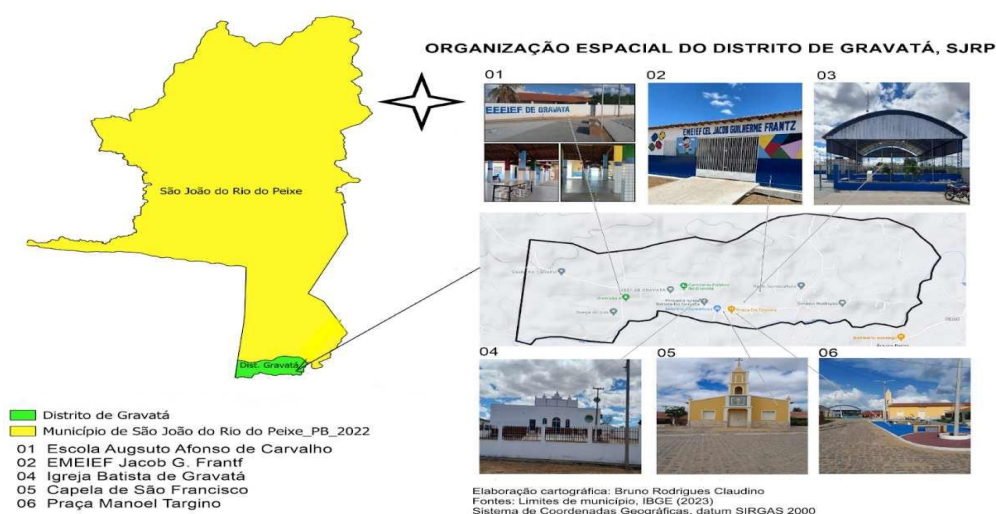 ORGANIZAÇÃO ESPACIAL DO DISTRITO DE GRAVATÁ, SJRP
01
02
03
EEEIEF DE GRAVATÁ
EMEIEF CEL JACOB GUILHERME FRANTZ
São João do Rio do Peixe
Dist. Gravatá
04
05
06
Distrito de Gravatá
Município de São João do Rio do Peixe_PB_2022
01 Escola Augsuto Afonso de Carvalho
02 EMEIEF Jacob G. Frantf
04 Igreja Batista de Gravatá
05 Capela de São Francisco
06 Praça Manoel Targino
Elaboração cartográfica: Bruno Rodrigues Claudino
Fontes: Limites de município, IBGE (2023)
Sistema de Coordenadas Geográficas, datum SIRGAS 2000